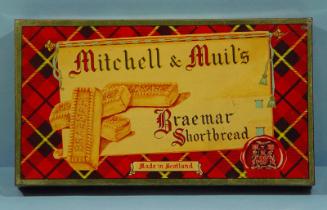 Mitchell & Muil's
Braemar
Shortbread
Made in Scotland